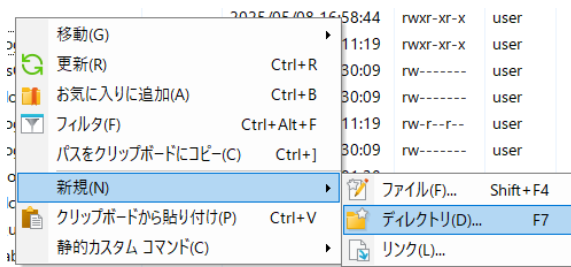 移動(G)
更新(R) Ctrl+R
お気に入りに追加(A) Ctrl+B
フィルタ(F) Ctrl+Alt+F
パスをクリップボードにコピー(C) Ctrl+]
新規(N)
クリップボードから貼り付け(P) Ctrl+V
静的カスタム コマンド(C)
ファイル(F)... Shift+F4
ディレクトリ(D)... F7
リンク(L)...
2025/05/08 16:58:44 rwxr-xr-x user
11:19 rwxr-xr-x user
30:09 rw------- user
30:09 rw------- user
11:19 rw-r--r-- user
30:09 rw------- user